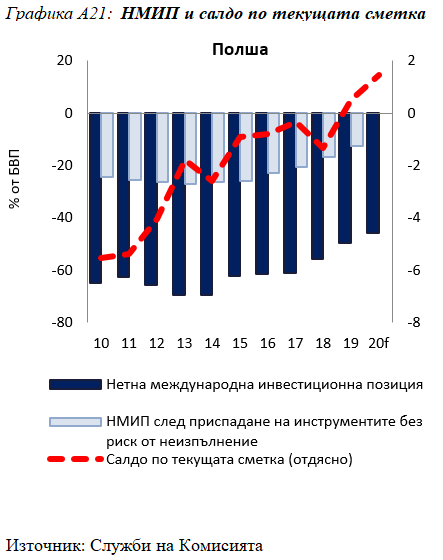 Графика А21: НМИП и салдо по текущата сметка
Полша
20
0
-20
-40
-60
-80
% от БВП
2
0
-2
-4
-6
-8
10 11 12 13 14 15 16 17 18 19 20f
Нетна международна инвестиционна позиция
НМИП след приспадане на инструментите без
риск от неизпълнение
Салдо по текущата сметка (отдясно)
Източник: Служби на Комисията